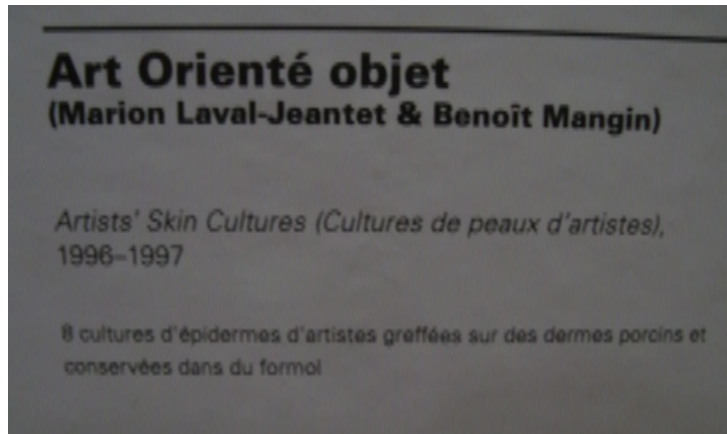 Art Orienté objet
(Marion Laval-Jeantet & Benoît Mangin)
Artists' Skin Cultures (Cultures de peaux d'artistes),
1996–1997
8 cultures d'épidermes d'artistes greffées sur des dermes porcins et
conservées dans du formol